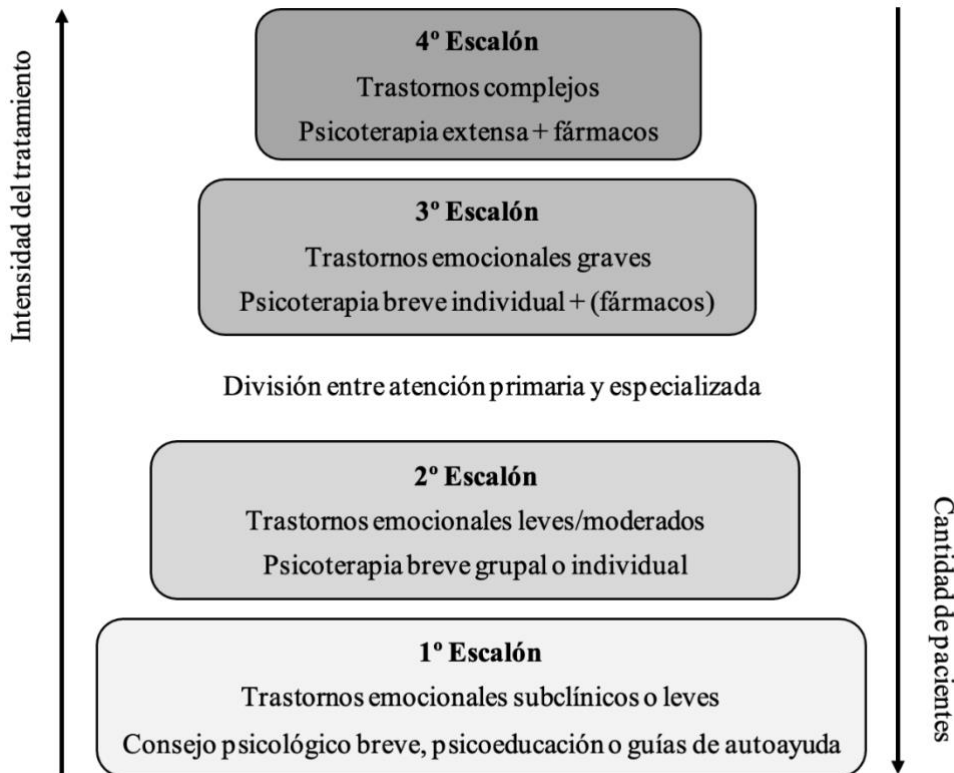 Intensidad del tratamiento
4º Escalón
Trastornos complejos
Psicoterapia extensa + fármacos
3º Escalón
Trastornos emocionales graves
Psicoterapia breve individual + (fármacos)
División entre atención primaria y especializada
2º Escalón
Trastornos emocionales leves/moderados
Psicoterapia breve grupal o individual
1º Escalón
Trastornos emocionales subclínicos o leves
Consejo psicológico breve, psicoeducación o guías de autoayuda
Cantidad de pacientes